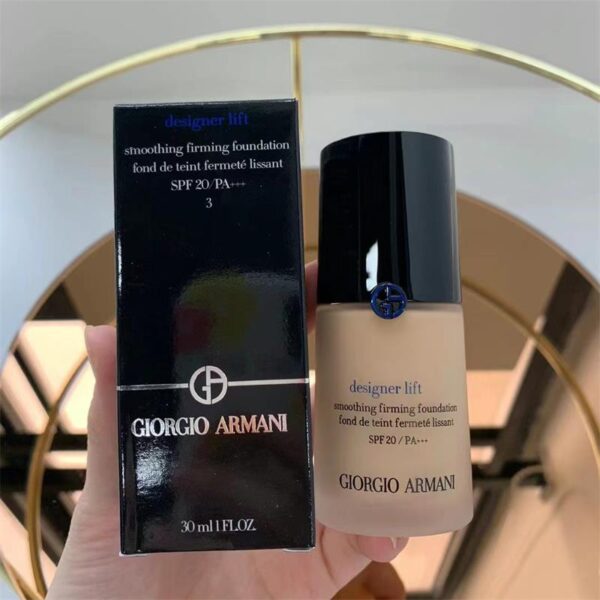 designer lift
smoothing firming foundation
fond de teint fermeté lissant
SPF 20/PA+++
3
GA
GIORGIO ARMANI
30 ml 1 FL.OZ.
designer lift
smoothing firming foundation
fond de teint fermeté lissant
SPF 20 / PA+++
GIORGIO ARMANI